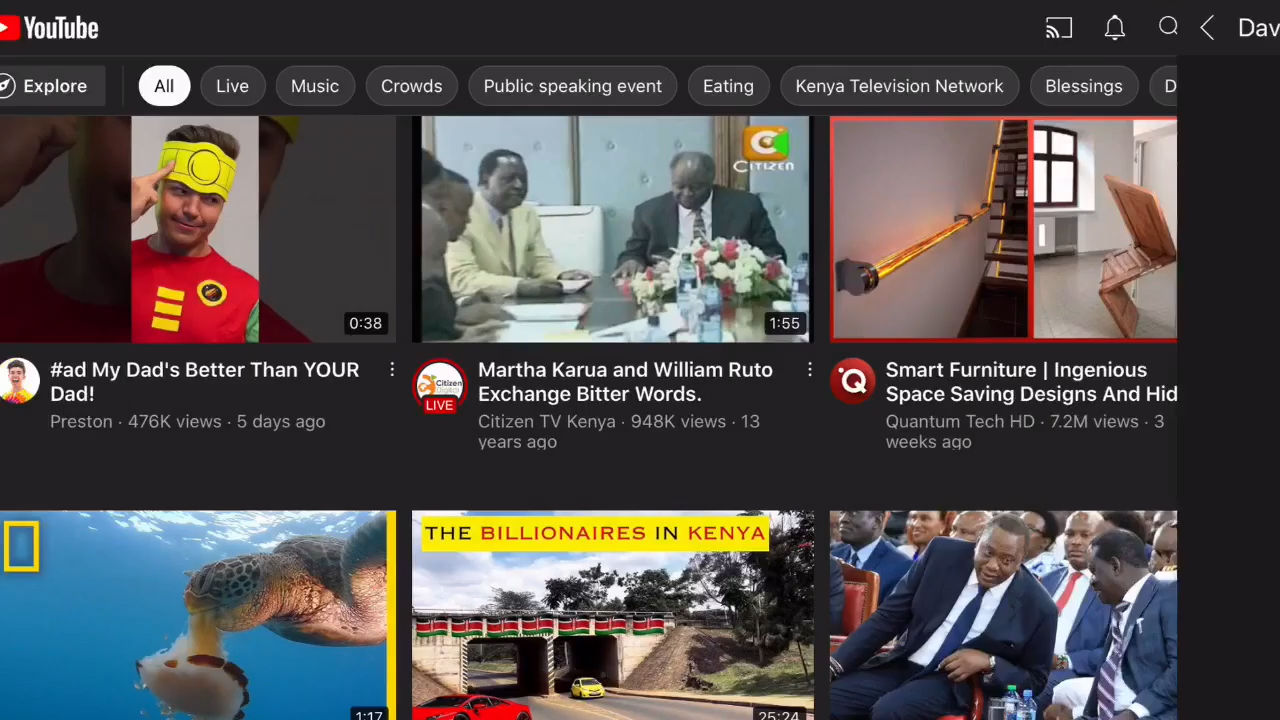 YouTube
Dav
Explore
All
Live
Music
Crowds
Public speaking event
Eating
Kenya Television Network
Blessings
D
CITIZEN
0:38
1:55
#ad My Dad's Better Than YOUR
Dad!
Preston · 476K views · 5 days ago
Citizen
Digital
LIVE
Martha Karua and William Ruto
Exchange Bitter Words.
Citizen TV Kenya · 948K views · 13
years ago
Smart Furniture | Ingenious
Space Saving Designs And Hid
Quantum Tech HD · 7.2M views · 3
weeks ago
THE BILLIONAIRES IN KENYA
1:17
25:24